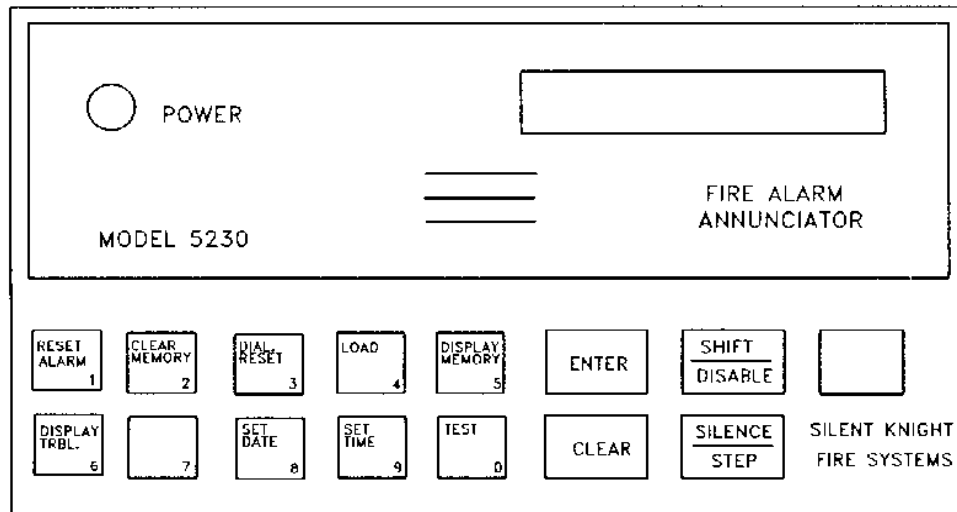 POWER
FIRE ALARM
ANNUNCIATOR
MODEL 5230
RESET
ALARM
1
CLEAR
MEMORY
2
DIAL.
RESET
3
LOAD
4
DISPLAY
MEMORY
5
ENTER
SHIFT
DISABLE
DISPLAY
TRBL.
6
7
SET
DATE
8
SET
TIME
9
TEST
0
CLEAR
SILENCE
STEP
SILENT KNIGHT
FIRE SYSTEMS